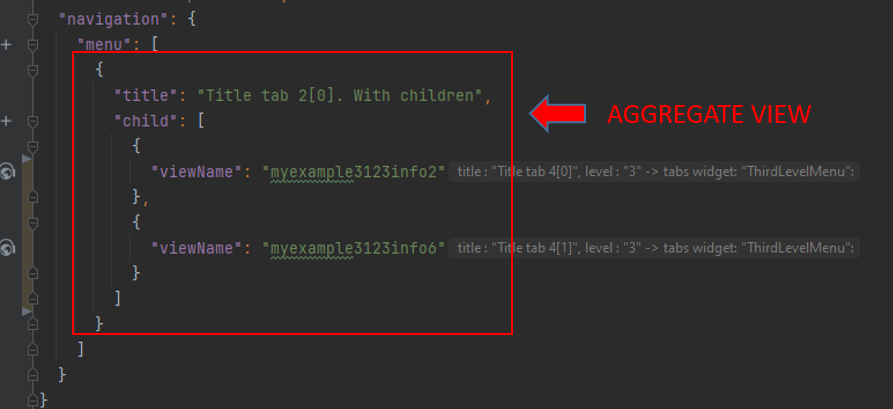 "navigation": {
"menu": [
{
"title": "Title tab 2[0]. With children",
"child": [
{
"viewName": "myexample3123info2" title : "Title tab 4[0]", level : "3" -> tabs widget: "ThirdLevelMenu":
},
{
"viewName": "myexample3123info6" title : "Title tab 4[1]", level : "3" -> tabs widget: "ThirdLevelMenu":
}
]
}
]
}
}
AGGREGATE VIEW